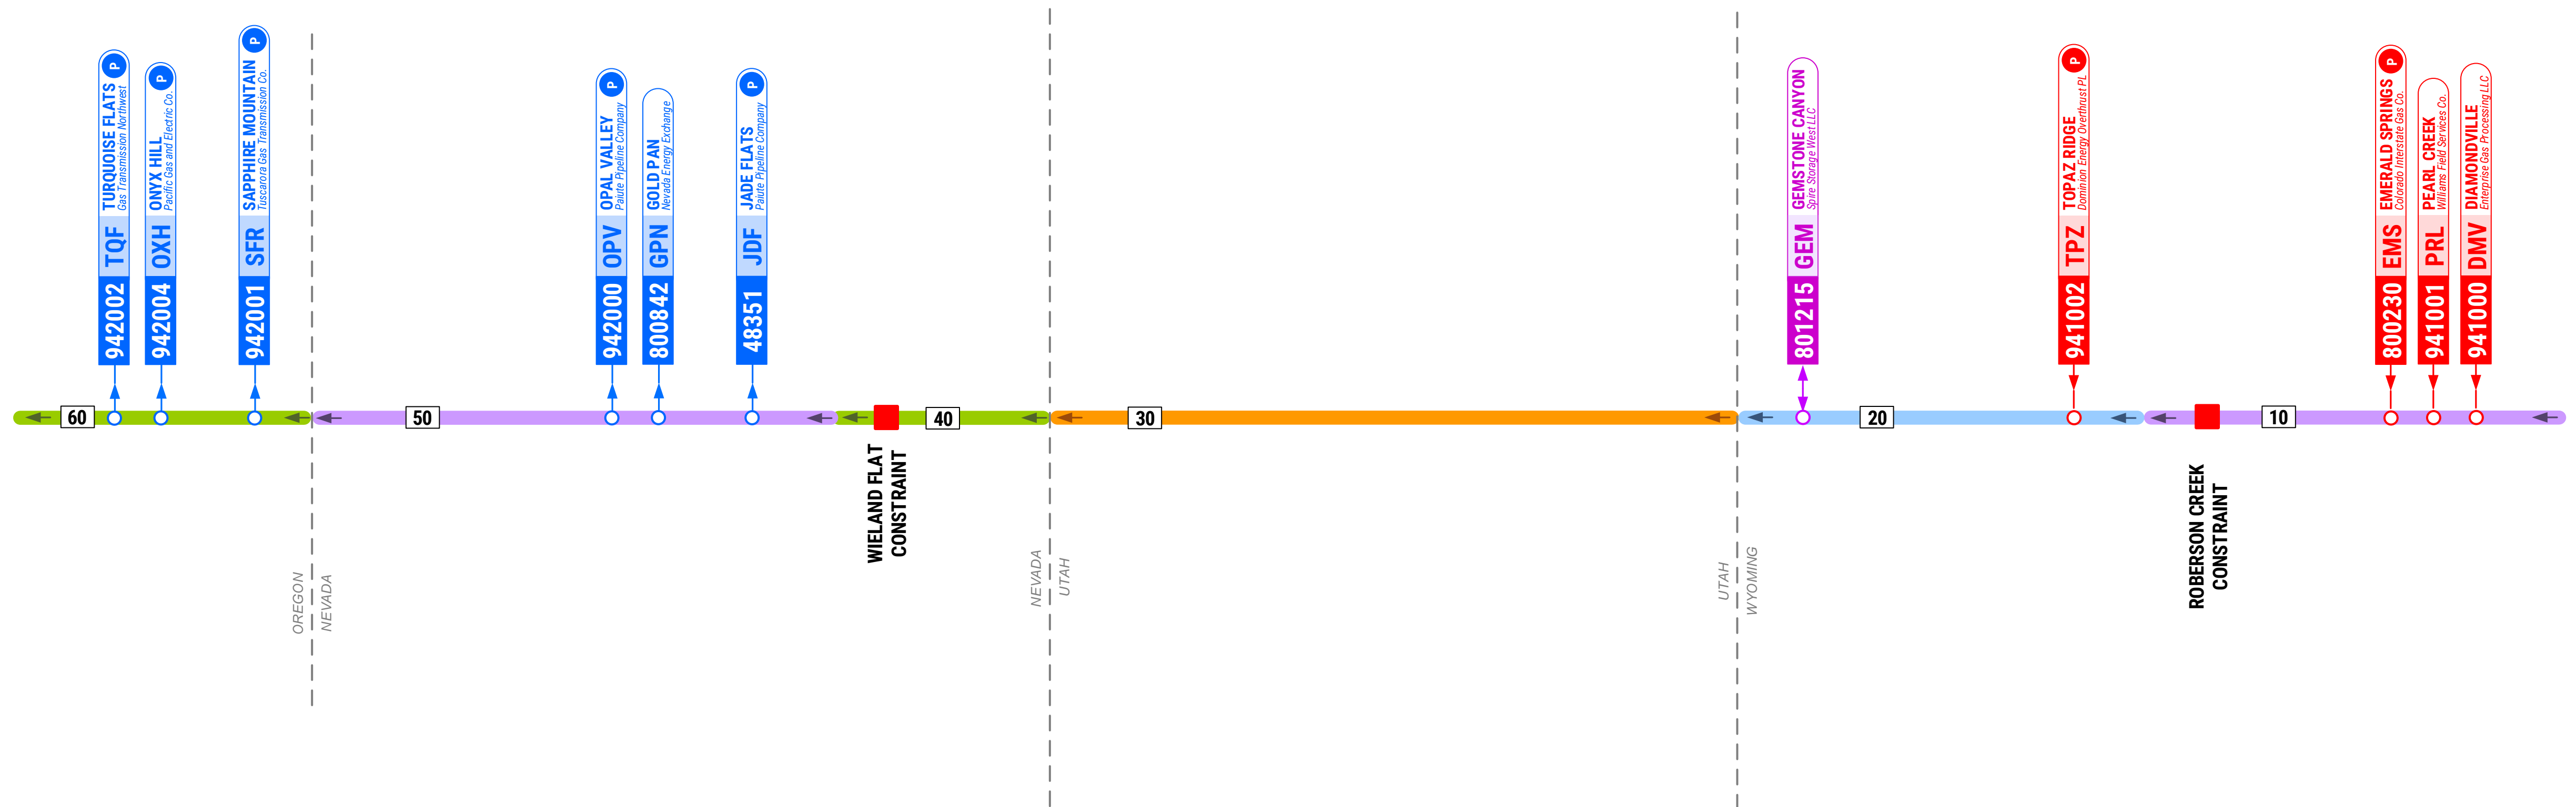 942002 TQF TURQUOISE FLATS P
Gas Transmission Northwest
942004 OXH ONYX HILL P
Pacific Gas and Electric Co.
942001 SFR SAPPHIRE MOUNTAIN P
Tuscarora Gas Transmission Co.
942000 OPV OPAL VALLEY P
Paiute Pipeline Company
800842 GPN GOLD PAN
Nevada Energy Exchange
48351 JDF JADE FLATS P
Paiute Pipeline Company
801215 GEM GEMSTONE CANYON
Spire Storage West LLC
941002 TPZ TOPAZ RIDGE P
Dominion Energy Overthrust PL
800230 EMS EMERALD SPRINGS P
Colorado Interstate Gas Co.
941001 PRL PEARL CREEK
Williams Field Services Co.
941000 DMV DIAMONDVILLE
Enterprise Gas Processing LLC
60
50
40
30
20
10
WIELAND FLAT
CONSTRAINT
ROBERSON CREEK
CONSTRAINT
OREGON
NEVADA
NEVADA
UTAH
UTAH
WYOMING